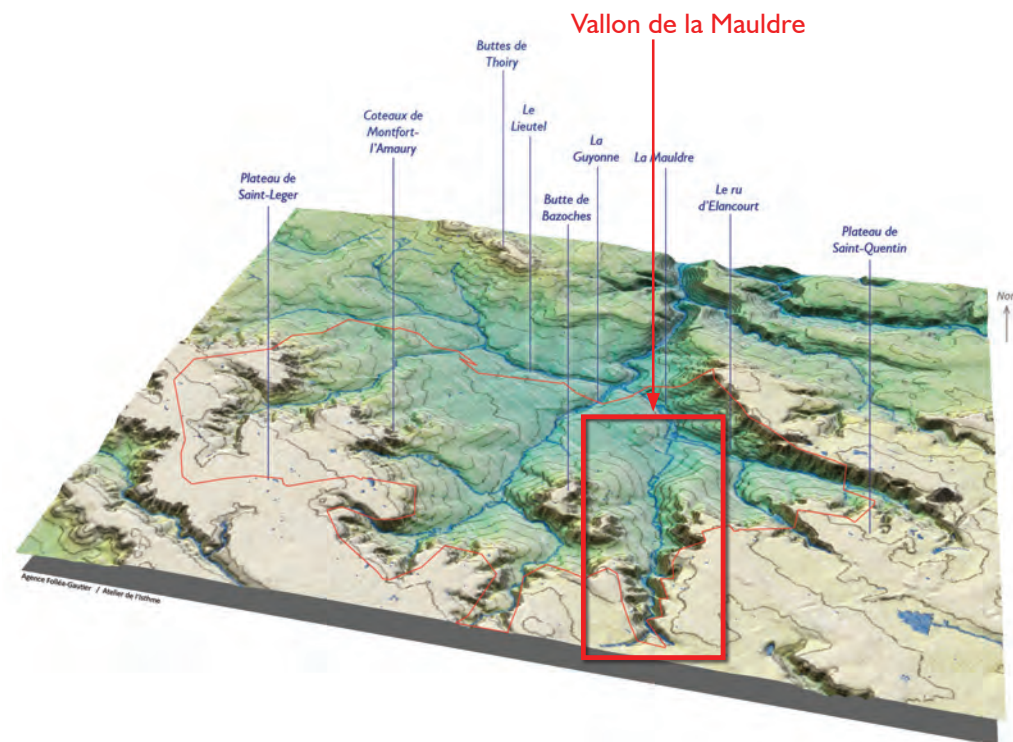 Vallon de la Mauldre
Buttes de
Thoiry
Le
Lieutel
Coteaux de
Montfort-
l'Amaury
La
Guyonne
La Mauldre
Plateau de
Saint-Leger
Butte de
Bazoches
Le ru
d'Elancourt
Plateau de
Saint-Quentin
Nor
Agence Folléa-Gautier / Atelier de l'Isthme